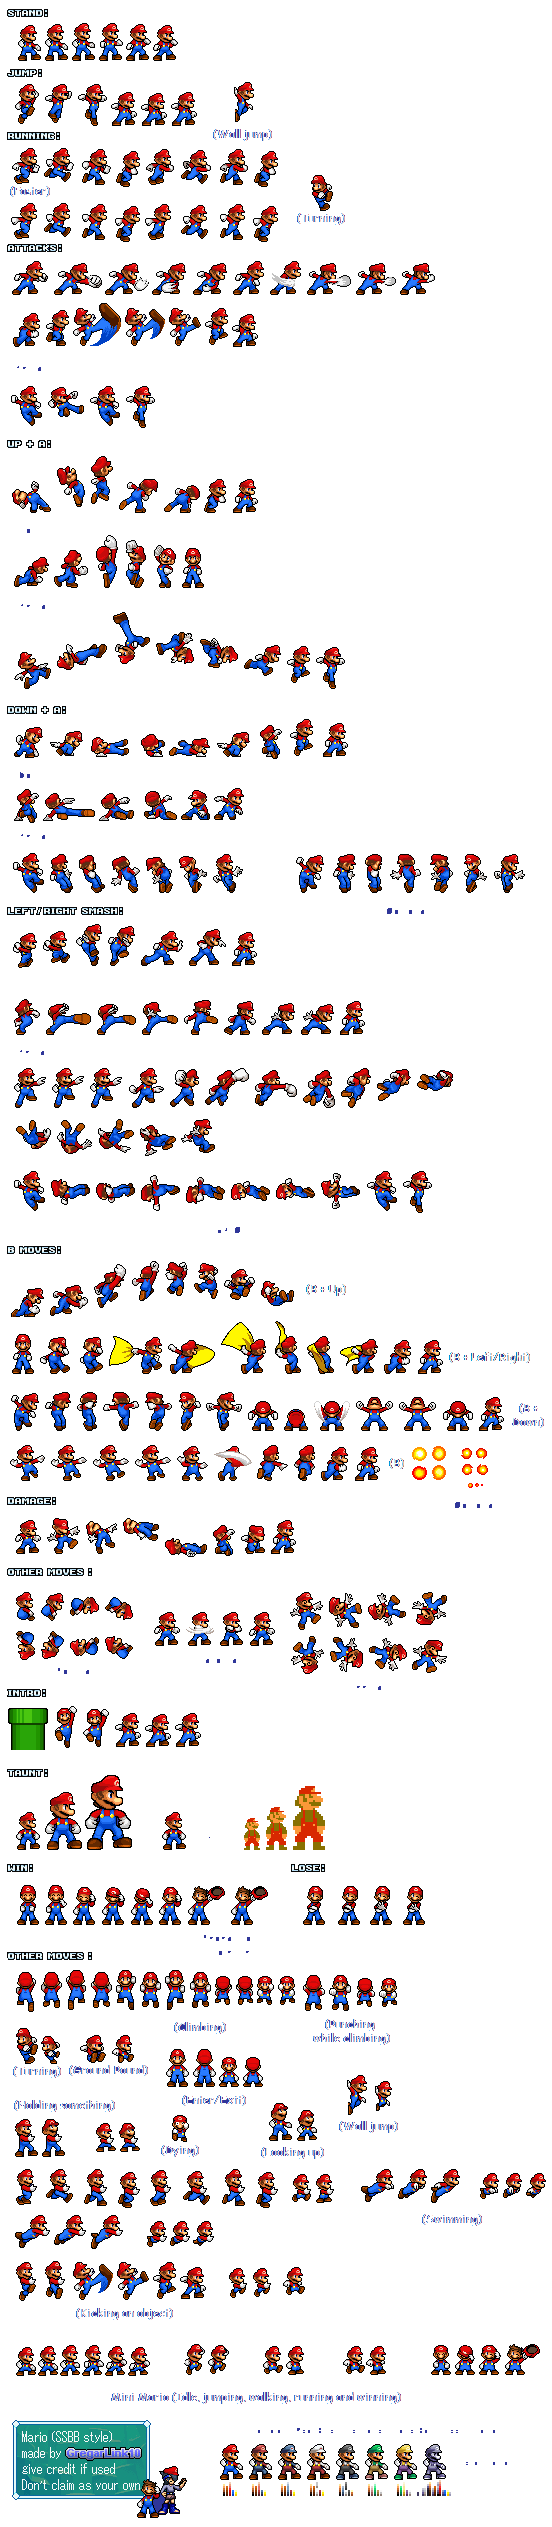 STAND:
JUMP:
(Wall jump)
RUNNING:
(Faster)
(Turning)
ATTACKS:
UP + A:
DOWN + A:
LEFT/RIGHT SMASH:
B MOVES:
(B + Up)
(B + Left/Right)
(B +
Down)
(B)
DAMAGE:
OTHER MOVES :
INTRO:
TAUNT:
WIN:
LOSE:
OTHER MOVES :
(Climbing)
(Punching
while climbing)
(Turning)
(Ground Pound)
(Enter/Exit)
(Holding something)
(Wall jump)
(Dying)
(Looking up)
(Swimming)
(Kicking an object)
Mini Mario (Idle, jumping, walking, running and winning)
Mario (SSBB style)
made by GregarLink10
give credit if used
Don't claim as your own